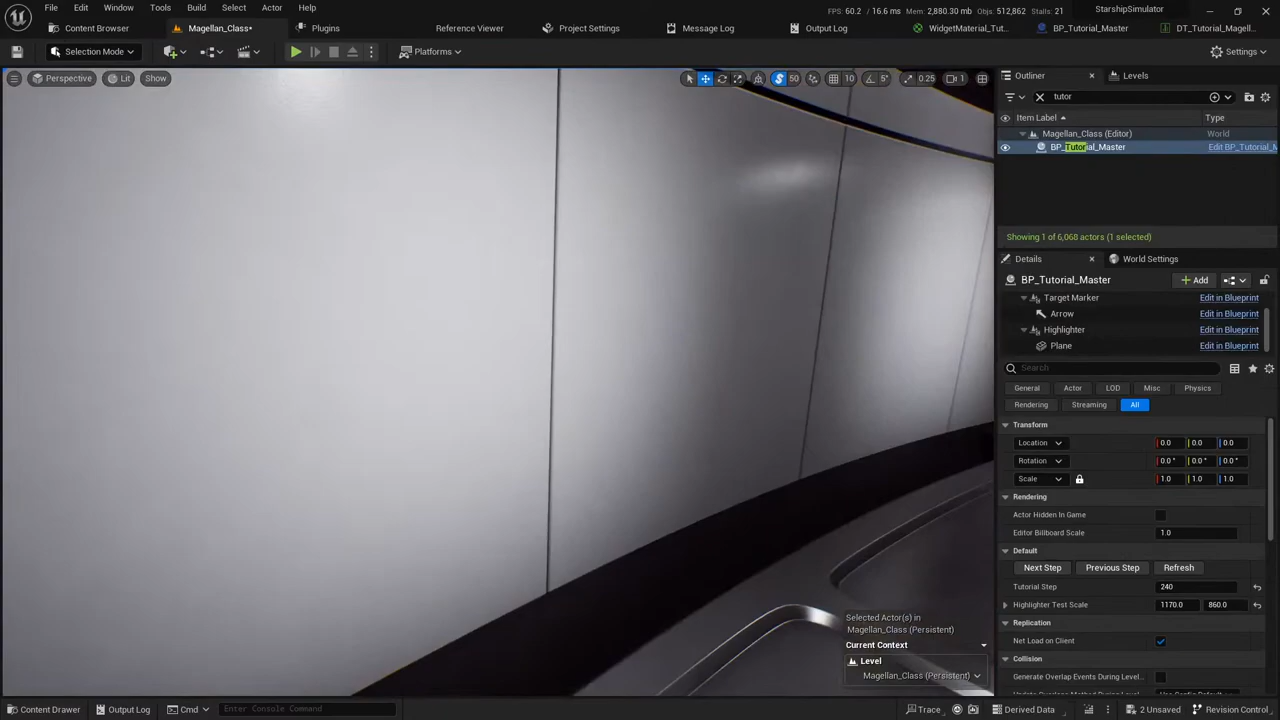 File Edit Window Tools Build Select Actor Help
FPS: 60.2 / 16.6 ms Mem: 2,880.30 mb Objs: 512,862 Stalls: 21
StarshipSimulator
Content Browser
Magellan_Class•
Plugins
Reference Viewer
Project Settings
Message Log
Output Log
WidgetMaterial_Tut...
BP_Tutorial_Master
DT_Tutorial_Magell...
Selection Mode
Platforms
Settings
Perspective Lit Show
50 10 5° 0.25 1
Outliner Levels
tutor
Item Label Type
Magellan_Class (Editor) World
BP_Tutorial_Master Edit BP_Tutorial_M
Showing 1 of 6,068 actors (1 selected)
Details World Settings
BP_Tutorial_Master Add
Target Marker Edit in Blueprint
Arrow Edit in Blueprint
Highlighter Edit in Blueprint
Plane Edit in Blueprint
Search
General Actor LOD Misc Physics
Rendering Streaming All
Transform
Location 0.0 0.0 0.0
Rotation 0.0 ° 0.0 ° 0.0 °
Scale 1.0 1.0 1.0
Rendering
Actor Hidden In Game
Editor Billboard Scale 1.0
Default
Next Step Previous Step Refresh
Tutorial Step 240
Highlighter Test Scale 1170.0 860.0
Replication
Net Load on Client
Collision
Generate Overlap Events During Level...
Selected Actor(s) in
Magellan_Class (Persistent)
Current Context
Level
Magellan_Class (Persistent)
Content Drawer Output Log Cmd Enter Console Command
Trace Derived Data 2 Unsaved Revision Control